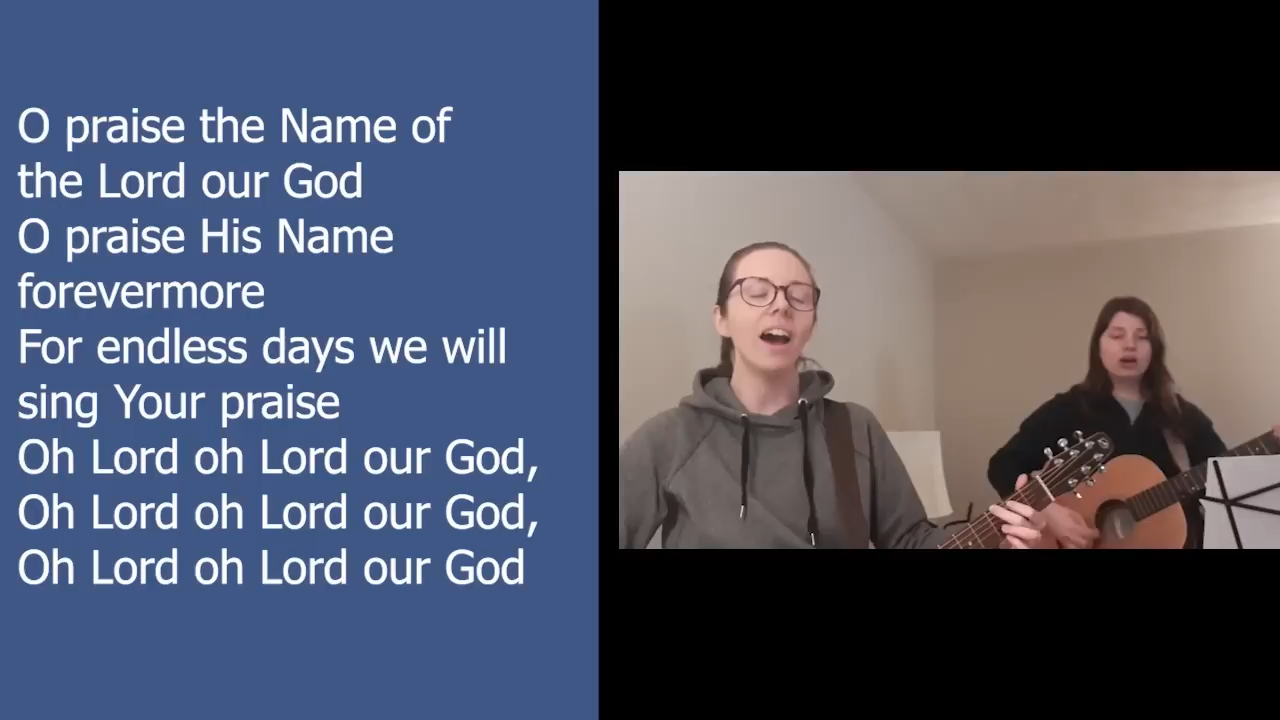 O praise the Name of
the Lord our God
O praise His Name
forevermore
For endless days we will
sing Your praise
Oh Lord oh Lord our God,
Oh Lord oh Lord our God,
Oh Lord oh Lord our God